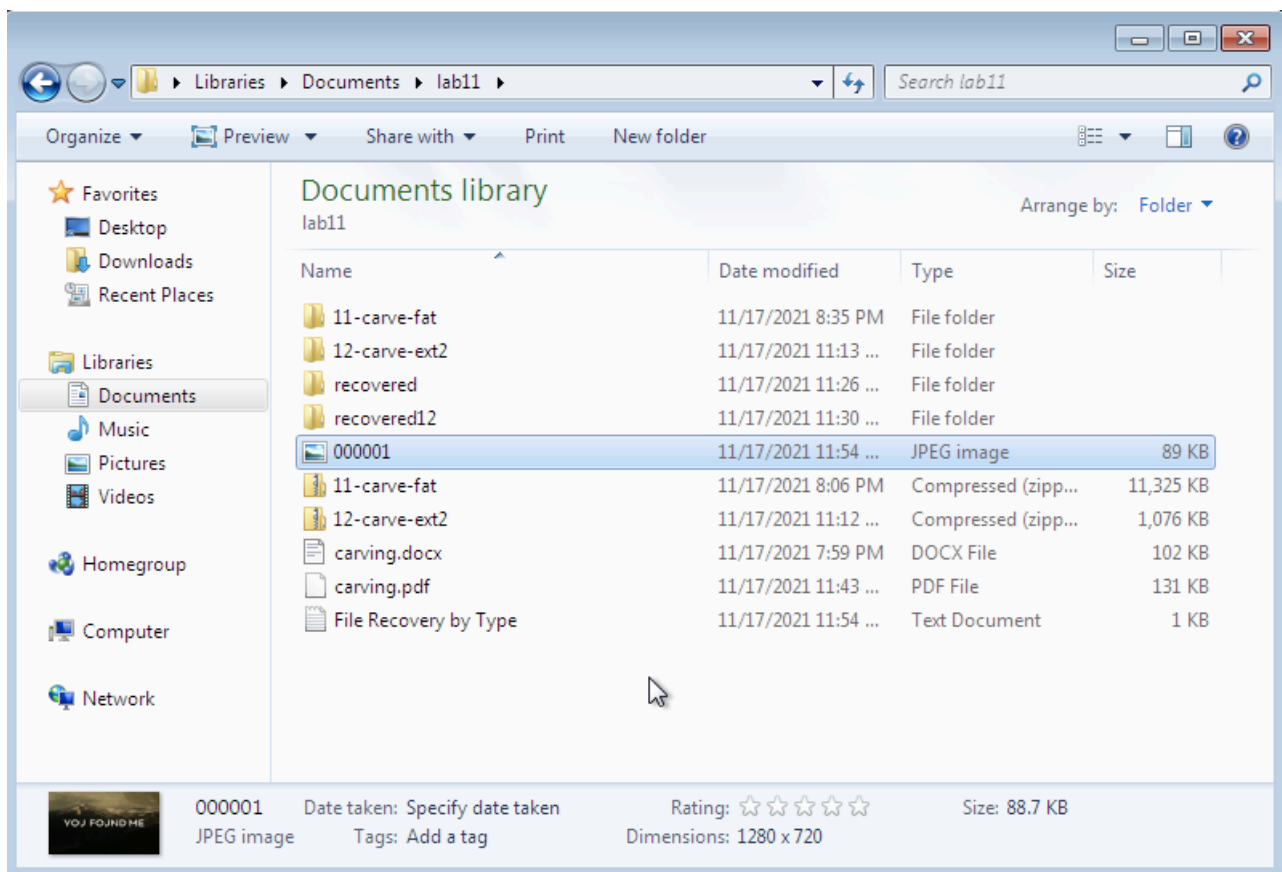 Libraries Documents lab11 Search lab11
Organize Preview Share with Print New folder
Favorites
Desktop
Downloads
Recent Places
Libraries
Documents
Music
Pictures
Videos
Homegroup
Computer
Network
Documents library
lab11
Arrange by: Folder
Name Date modified Type Size
11-carve-fat 11/17/2021 8:35 PM File folder
12-carve-ext2 11/17/2021 11:13 ... File folder
recovered 11/17/2021 11:26 ... File folder
recovered12 11/17/2021 11:30 ... File folder
000001 11/17/2021 11:54 ... JPEG image 89 KB
11-carve-fat 11/17/2021 8:06 PM Compressed (zipp... 11,325 KB
12-carve-ext2 11/17/2021 11:12 ... Compressed (zipp... 1,076 KB
carving.docx 11/17/2021 7:59 PM DOCX File 102 KB
carving.pdf 11/17/2021 11:43 ... PDF File 131 KB
File Recovery by Type 11/17/2021 11:54 ... Text Document 1 KB
YOU FOUND ME
000001 Date taken: Specify date taken Rating: Size: 88.7 KB
JPEG image Tags: Add a tag Dimensions: 1280 x 720